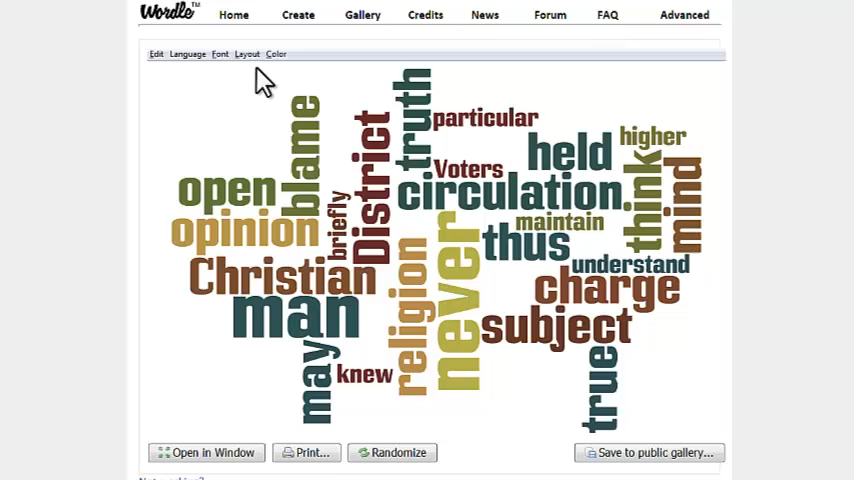 Wordle™ Home Create Gallery Credits News Forum FAQ Advanced
Edit Language Font Layout Color
truth
blame
District
particular
higher
held
think
mind
Voters
open
circulation
briefly
opinion
maintain
never
thus
religion
understand
Christian
charge
man
subject
may
knew
true
Open in Window Print... Randomize Save to public gallery...